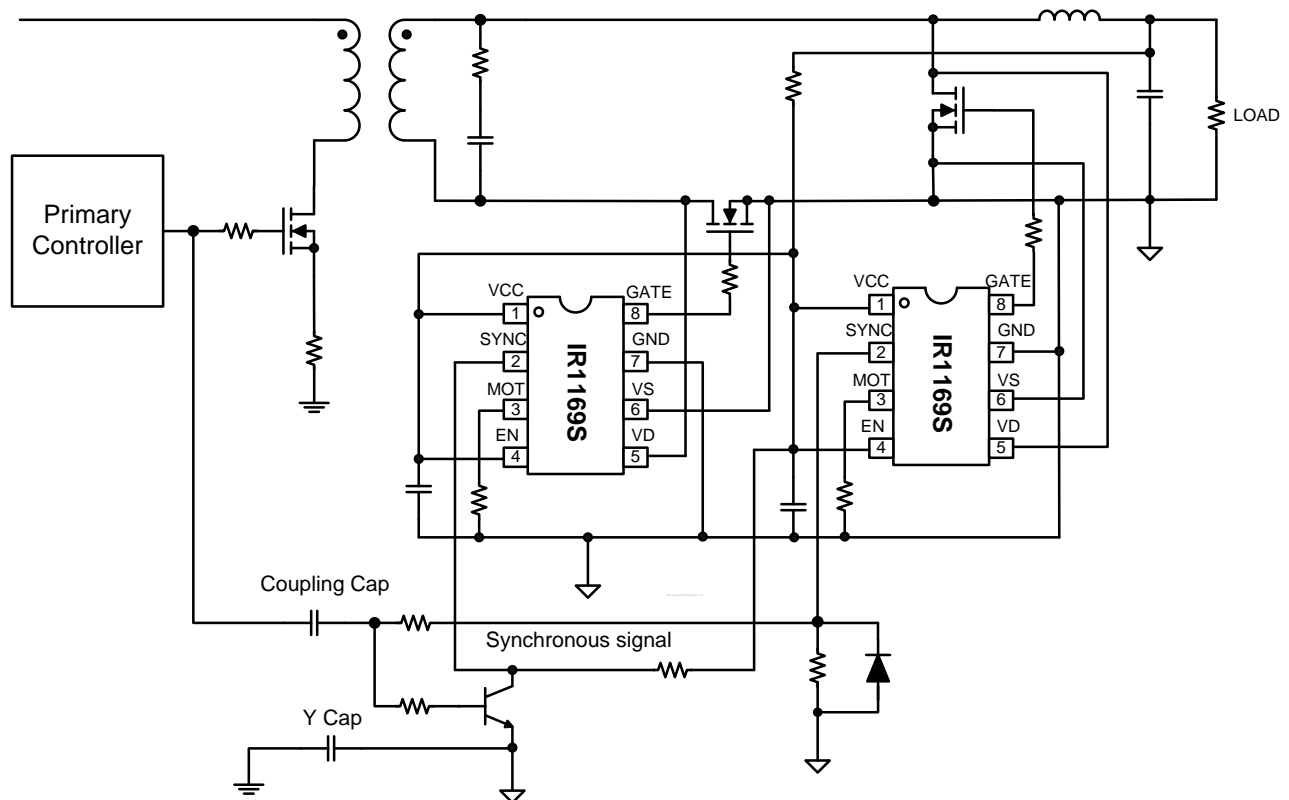 LOAD
Primary
Controller
VCC
1
SYNC
2
MOT
3
EN
4
IR1169S
GATE
8
GND
7
VS
6
VD
5
VCC
1
SYNC
2
MOT
3
EN
4
IR1169S
GATE
8
GND
7
VS
6
VD
5
Coupling Cap
Synchronous signal
Y Cap